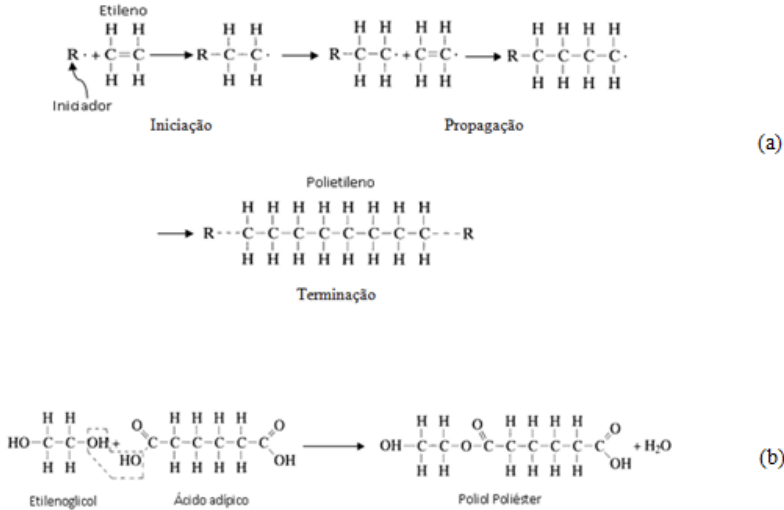 Etileno
H H H H H H H H H H H H
R · + C = C R – C – C · R – C – C · + C = C · R – C – C – C – C ·
H H H H H H H H H H H H
Iniciador
Iniciação Propagação
(a)
Polietileno
H H H H H H H H
R - - - C – C – C – C – C – C – C – C - - - R
H H H H H H H H
Terminação
H H O H H H H O H H O H H H H O
HO – C – C – OH + C – C – C – C – C – C OH – C – C – O – C – C – C – C – C – C + H₂O
H H HO H H H H OH H H H H H H OH
(b)
Etilenoglicol Ácido adípico Poliol Poliéster